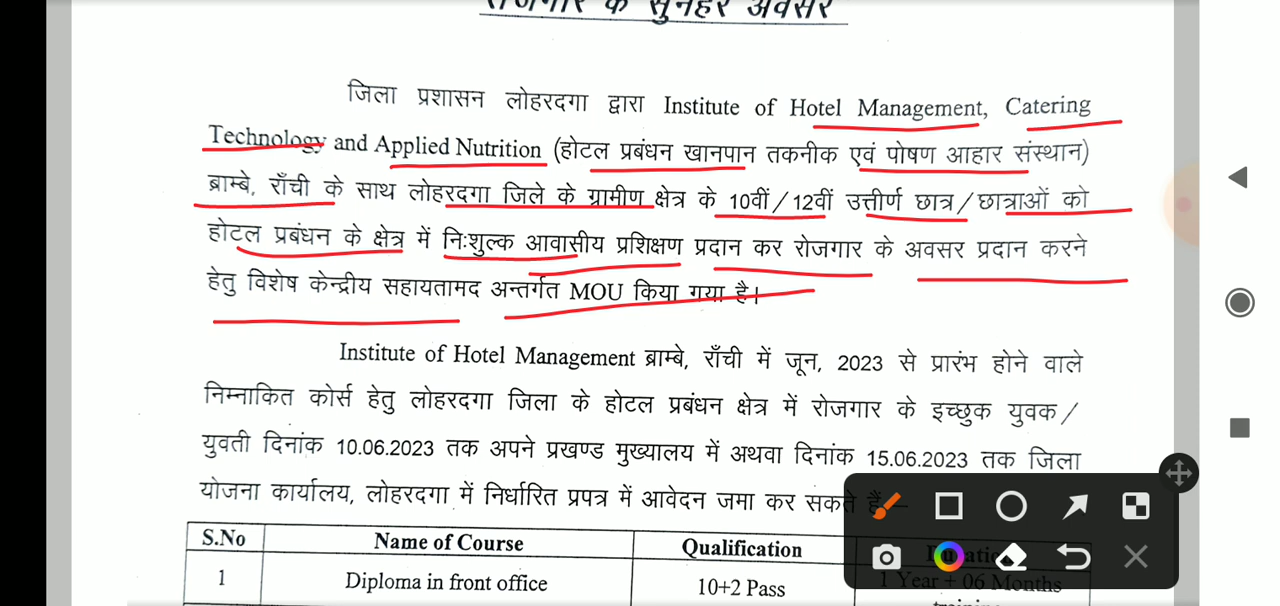 रोजगार के सुनहरे अवसर
जिला प्रशासन लोहरदगा द्वारा Institute of Hotel Management, Catering
Technology and Applied Nutrition (होटल प्रबंधन खानपान तकनीक एवं पोषण आहार संस्थान)
ब्राम्बे, राँची के साथ लोहरदगा जिले के ग्रामीण क्षेत्र के 10वीं/12वीं उत्तीर्ण छात्र/छात्राओं को
होटल प्रबंधन के क्षेत्र में निःशुल्क आवासीय प्रशिक्षण प्रदान कर रोजगार के अवसर प्रदान करने
हेतु विशेष केन्द्रीय सहायतामद अन्तर्गत MOU किया गया है।
Institute of Hotel Management ब्राम्बे, राँची में जून, 2023 से प्रारंभ होने वाले
निम्नाकित कोर्स हेतु लोहरदगा जिला के होटल प्रबंधन क्षेत्र में रोजगार के इच्छुक युवक/
युवती दिनांक 10.06.2023 तक अपने प्रखण्ड मुख्यालय में अथवा दिनांक 15.06.2023 तक जिला
योजना कार्यालय, लोहरदगा में निर्धारित प्रपत्र में आवेदन जमा कर सकते हैं–
S.No Name of Course Qualification
1 Diploma in front office 10+2 Pass 1 Year + 06 Months